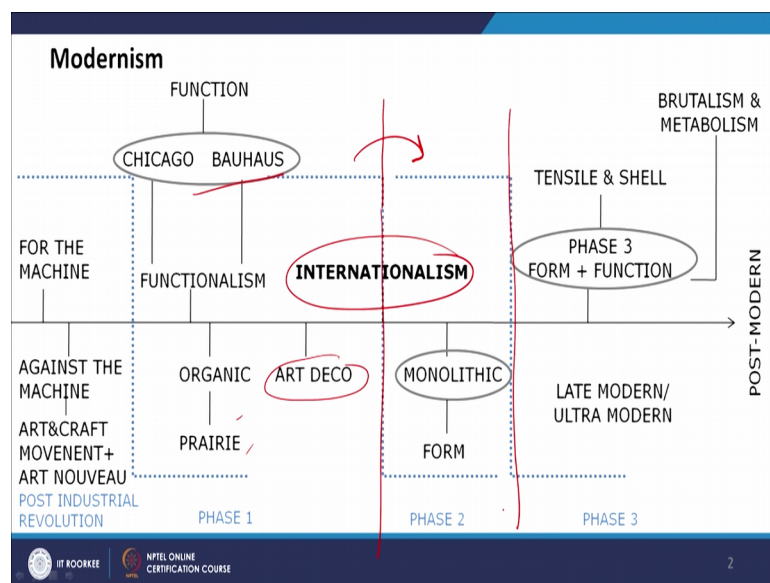 Modernism
FUNCTION
CHICAGO BAUHAUS
BRUTALISM &
METABOLISM
TENSILE & SHELL
FOR THE
MACHINE
FUNCTIONALISM
INTERNATIONALISM
PHASE 3
FORM + FUNCTION
POST-MODERN
AGAINST THE
MACHINE
ART&CRAFT
MOVENENT+
ART NOUVEAU
ORGANIC
PRAIRIE
ART DECO
MONOLITHIC
FORM
LATE MODERN/
ULTRA MODERN
POST INDUSTRIAL
REVOLUTION
PHASE 1
PHASE 2
PHASE 3
IIT ROORKEE
NPTEL ONLINE
CERTIFICATION COURSE
2